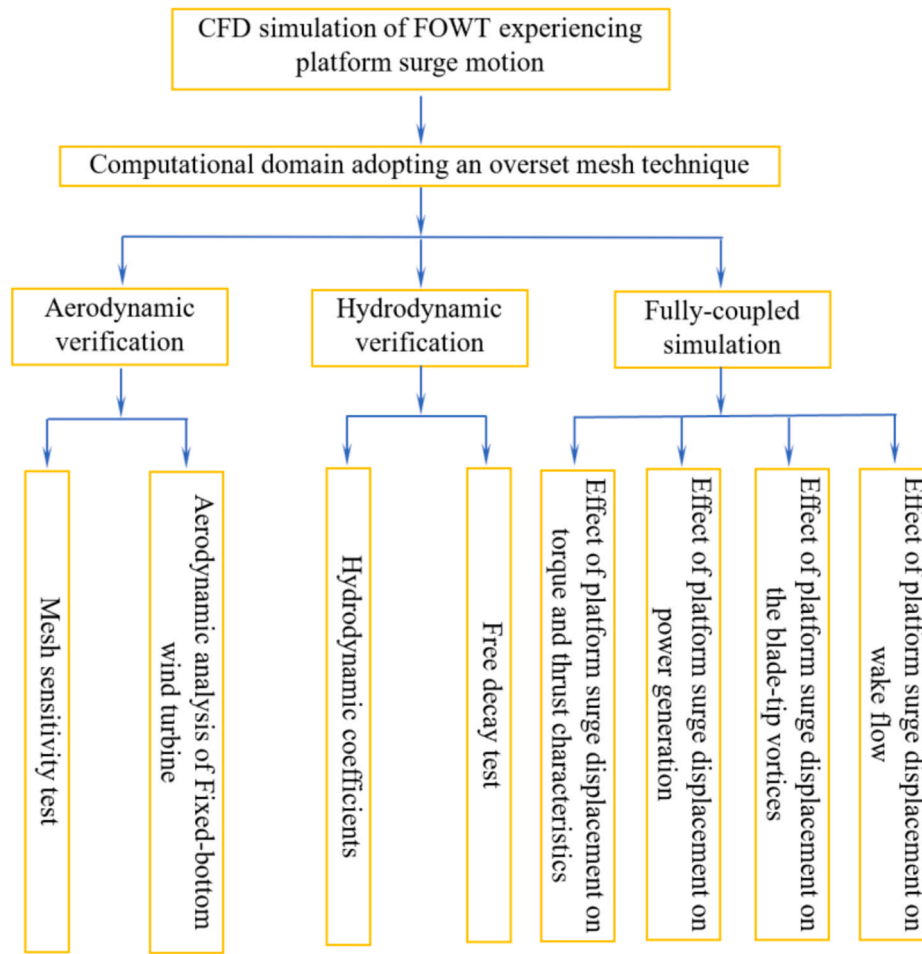 CFD simulation of FOWT experiencing
platform surge motion
Computational domain adopting an overset mesh technique
Aerodynamic
verification
Hydrodynamic
verification
Fully-coupled
simulation
Mesh sensitivity test
Aerodynamic analysis of Fixed-bottom
wind turbine
Hydrodynamic coefficients
Free decay test
Effect of platform surge displacement on
torque and thrust characteristics
Effect of platform surge displacement on
power generation
Effect of platform surge displacement on
the blade-tip vortices
Effect of platform surge displacement on
wake flow